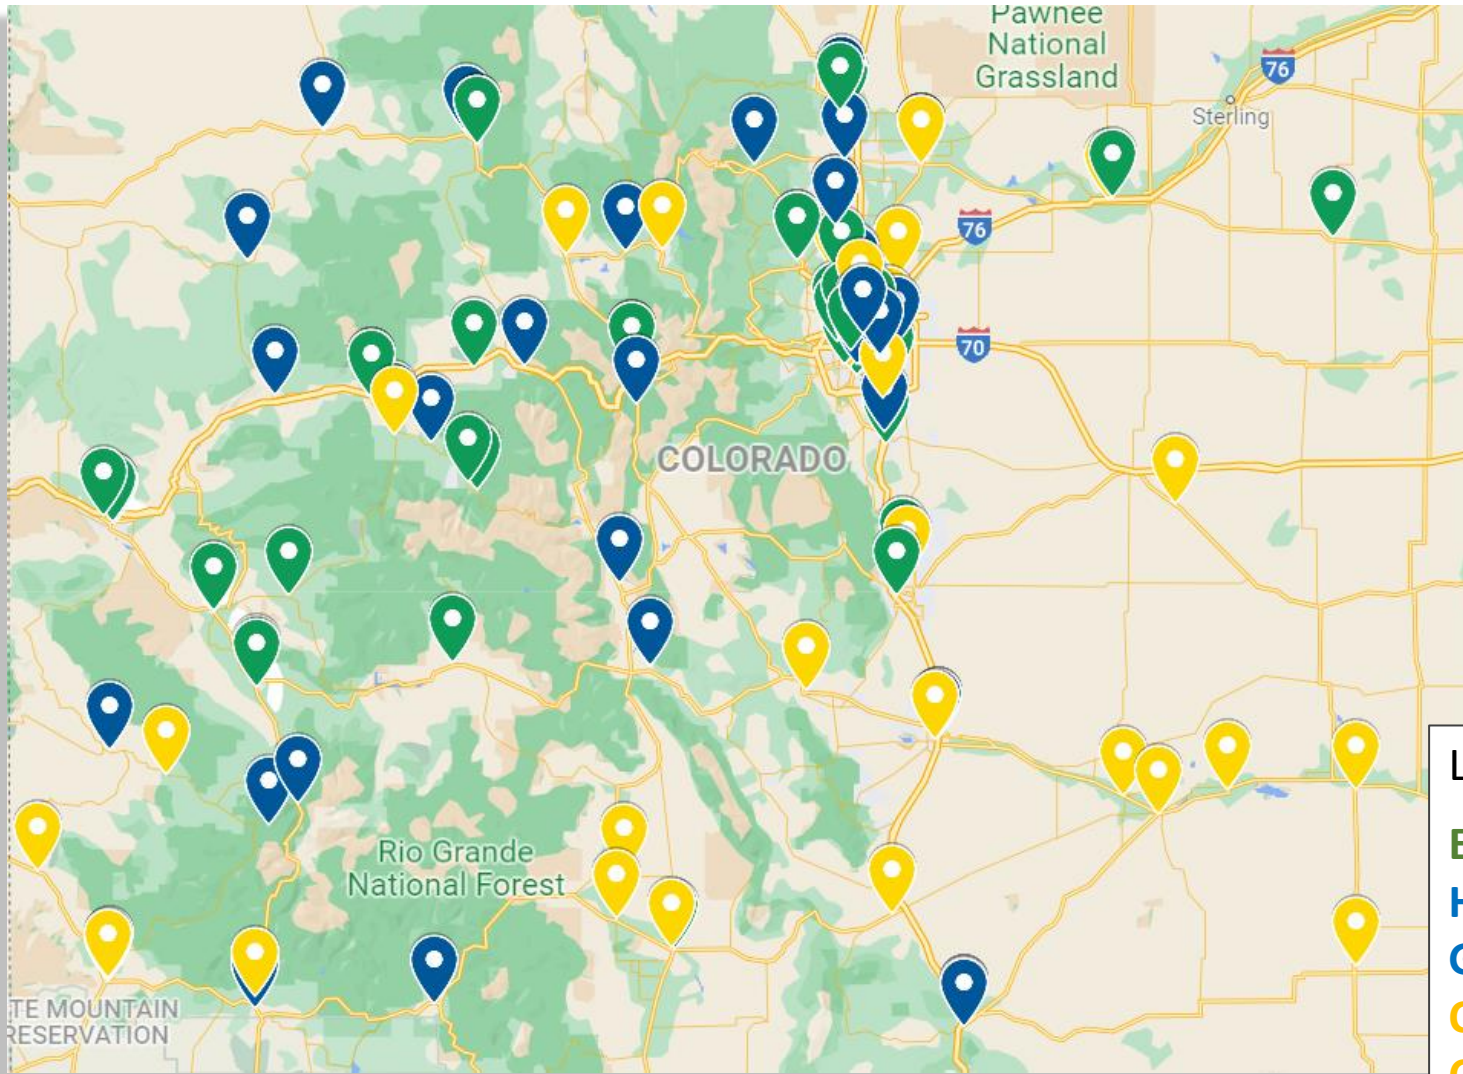 Pawnee
National
Grassland
76
Sterling
76
70
COLORADO
L
E
H
C
C
Rio Grande
National Forest
TE MOUNTAIN
RESERVATION